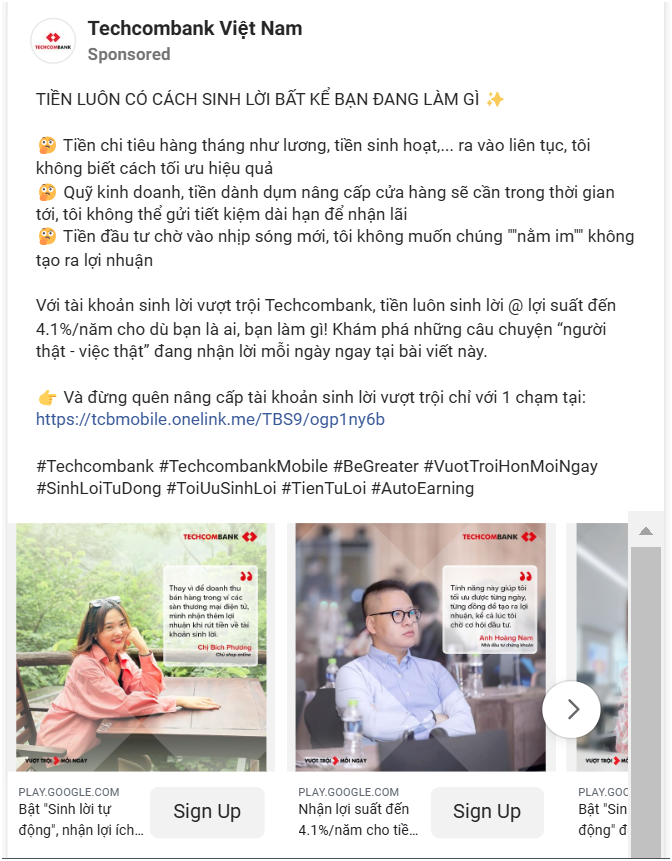 Techcombank Việt Nam
TECHCOMBANK
Sponsored
TIỀN LUÔN CÓ CÁCH SINH LỜI BẤT KỂ BẠN ĐANG LÀM GÌ ✨
🤔 Tiền chi tiêu hàng tháng như lương, tiền sinh hoạt,... ra vào liên tục, tôi
không biết cách tối ưu hiệu quả
🤔 Quỹ kinh doanh, tiền dành dụm nâng cấp cửa hàng sẽ cần trong thời gian
tới, tôi không thể gửi tiết kiệm dài hạn để nhận lãi
🤔 Tiền đầu tư chờ vào nhịp sóng mới, tôi không muốn chúng ""nằm im"" không
tạo ra lợi nhuận
Với tài khoản sinh lời vượt trội Techcombank, tiền luôn sinh lời @ lợi suất đến
4.1%/năm cho dù bạn là ai, bạn làm gì! Khám phá những câu chuyện “người
thật - việc thật” đang nhận lời mỗi ngày ngay tại bài viết này.
👉 Và đừng quên nâng cấp tài khoản sinh lời vượt trội chỉ với 1 chạm tại:
https://tcbmobile.onelink.me/TBS9/ogp1ny6b
#Techcombank #TechcombankMobile #BeGreater #VuotTroiHonMoiNgay
#SinhLoiTuDong #ToiUuSinhLoi #TienTuLoi #AutoEarning
TECHCOMBANK
Thay vì để doanh thu
bán hàng trong ví các
sàn thương mại điện tử,
mình nhận thêm lợi
nhuận khi rút tiền về tài
khoản sinh lời.
Chị Bích Phương
Chủ shop online
VƯỢT TRỘI MỖI NGÀY
PLAY.GOOGLE.COM
Bật "Sinh lời tự
động", nhận lợi ích...
Sign Up
TECHCOMBANK
Tính năng này giúp tôi
tối ưu được từng ngày,
từng đồng để tạo ra lợi
nhuận, kể cả lúc tôi
chờ cơ hội đầu tư.
Anh Hoàng Nam
Nhà đầu tư chứng khoán
VƯỢT TRỘI MỖI NGÀY
PLAY.GOOGLE.COM
Nhận lợi suất đến
4.1%/năm cho tiề...
Sign Up
VƯỢT TRỘI
PLAY.GOO
Bật "Sin
động" đ